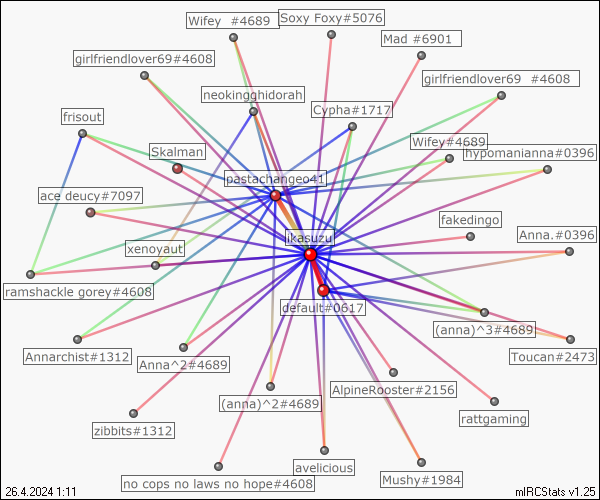 Wifey #4689
Soxy Foxy#5076
Mad #6901
girlfriendlover69#4608
girlfriendlover69 #4608
neokingghidorah
Cypha#1717
frisout
Skalman
Wifey#4689
hypomanianna#0396
pastachangeo41
ace deucy#7097
fakedingo
Anna.#0396
ikasuzu
xenoyaut
ramshackle gorey#4608
default#0617
(anna)^3#4689
Annarchist#1312
Anna^2#4689
Toucan#2473
AlpineRooster#2156
(anna)^2#4689
rattgaming
zibbits#1312
avelicious
no cops no laws no hope#4608
Mushy#1984
26.4.2024 1:11
mIRCStats v1.25